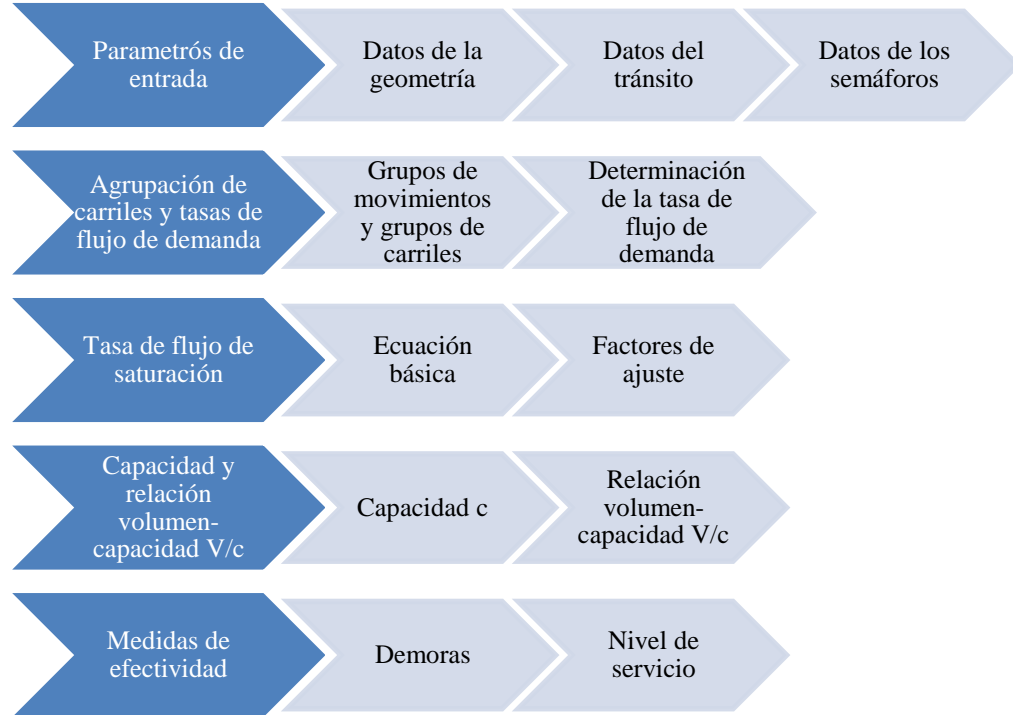 Parametrós de
entrada
Datos de la
geometría
Datos del
tránsito
Datos de los
semáforos
Agrupación de
carriles y tasas de
flujo de demanda
Grupos de
movimientos
y grupos de
carriles
Determinación
de la tasa de
flujo de
demanda
Tasa de flujo de
saturación
Ecuación
básica
Factores de
ajuste
Capacidad y
relación
volumen-
capacidad V/c
Capacidad c
Relación
volumen-
capacidad V/c
Medidas de
efectividad
Demoras
Nivel de
servicio